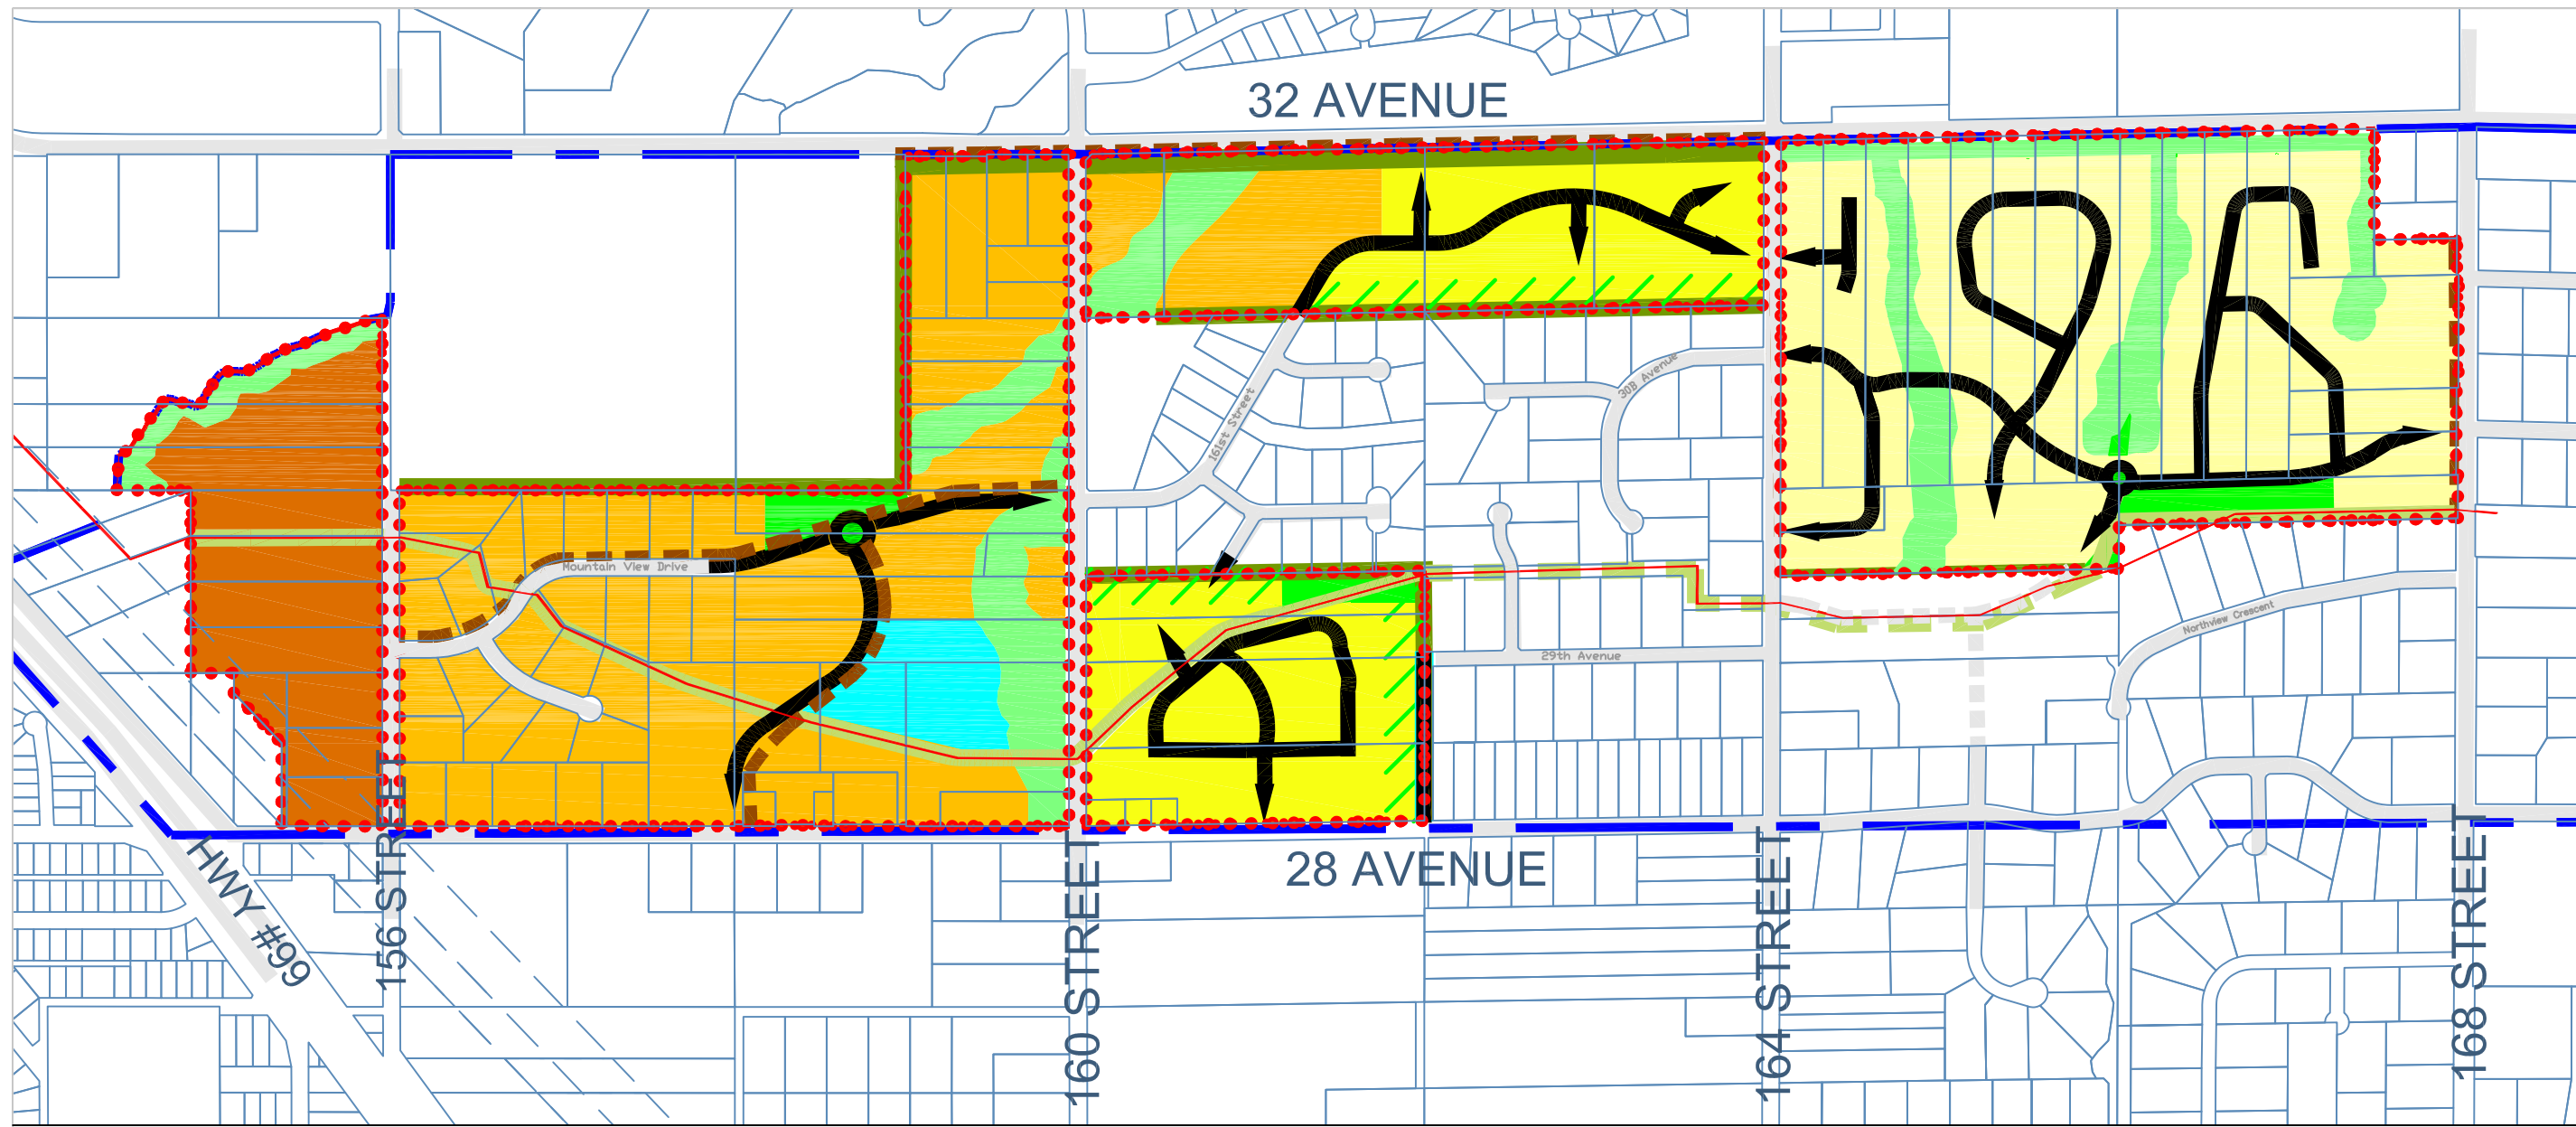 32 AVENUE
30B Avenue
161st Street
Mountain View Drive
Northview Crescent
29th Avenue
28 AVENUE
HWY #99
156 STREET
160 STREET
164 STREET
168 STREET